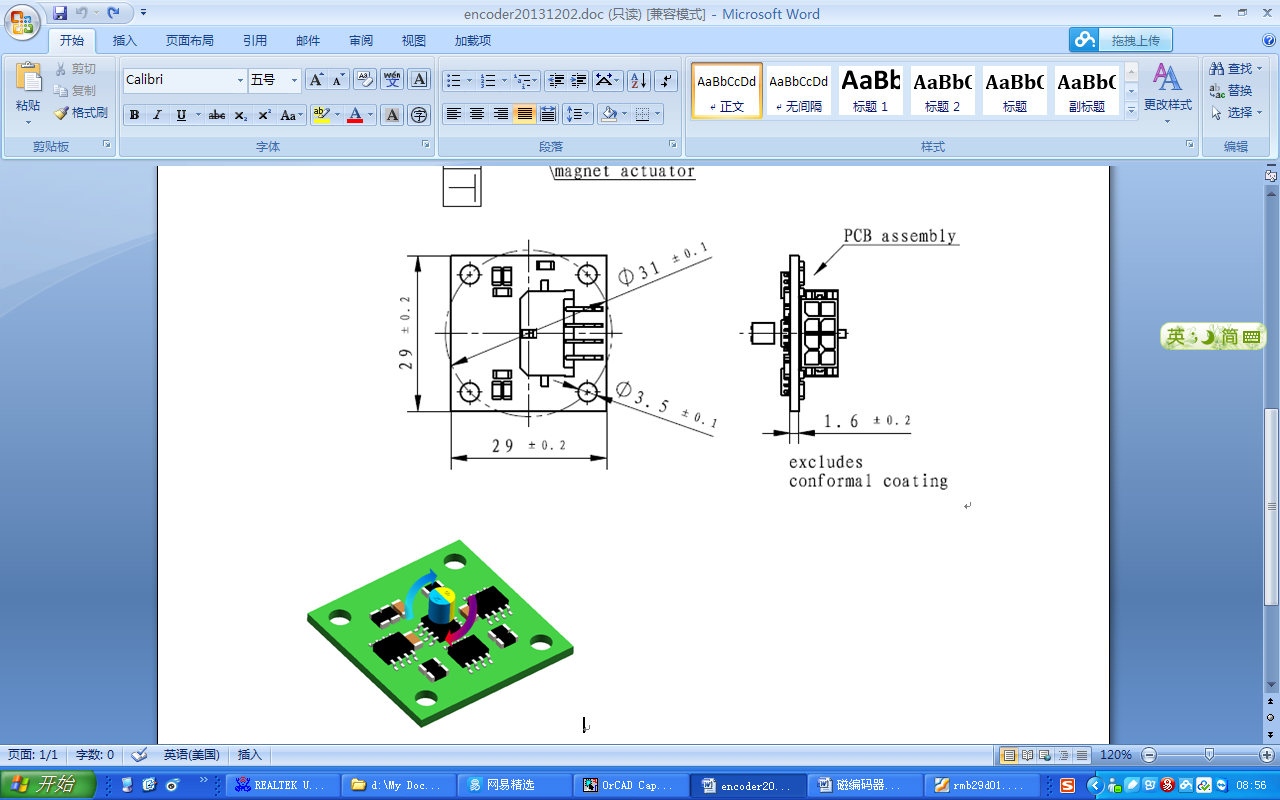 encoder20131202.doc (只读) [兼容模式] - Microsoft Word
开始 插入 页面布局 引用 邮件 审阅 视图 加载项
拖拽上传
粘贴
剪切
复制
格式刷
剪贴板
Calibri 五号
字体
段落
AaBbCcDd AaBbCcDd AaBb AaBbC AaBbC AaBbC
正文 无间隔 标题 1 标题 2 标题 副标题
更改样式
样式
查找
替换
选择
编辑
magnet actuator
PCB assembly
∅31 ±0.1
29 ±0.2
∅3.5 ±0.1
29 ±0.2
1.6 ±0.2
excludes
conformal coating
英 简
页面: 1/1 字数: 0 英语(美国) 插入 120%
开始 REALTEK U... d:\My Doc... 网易精选 OrCAD Cap... encoder20... 磁编码器... rmb29d01.... 08:56